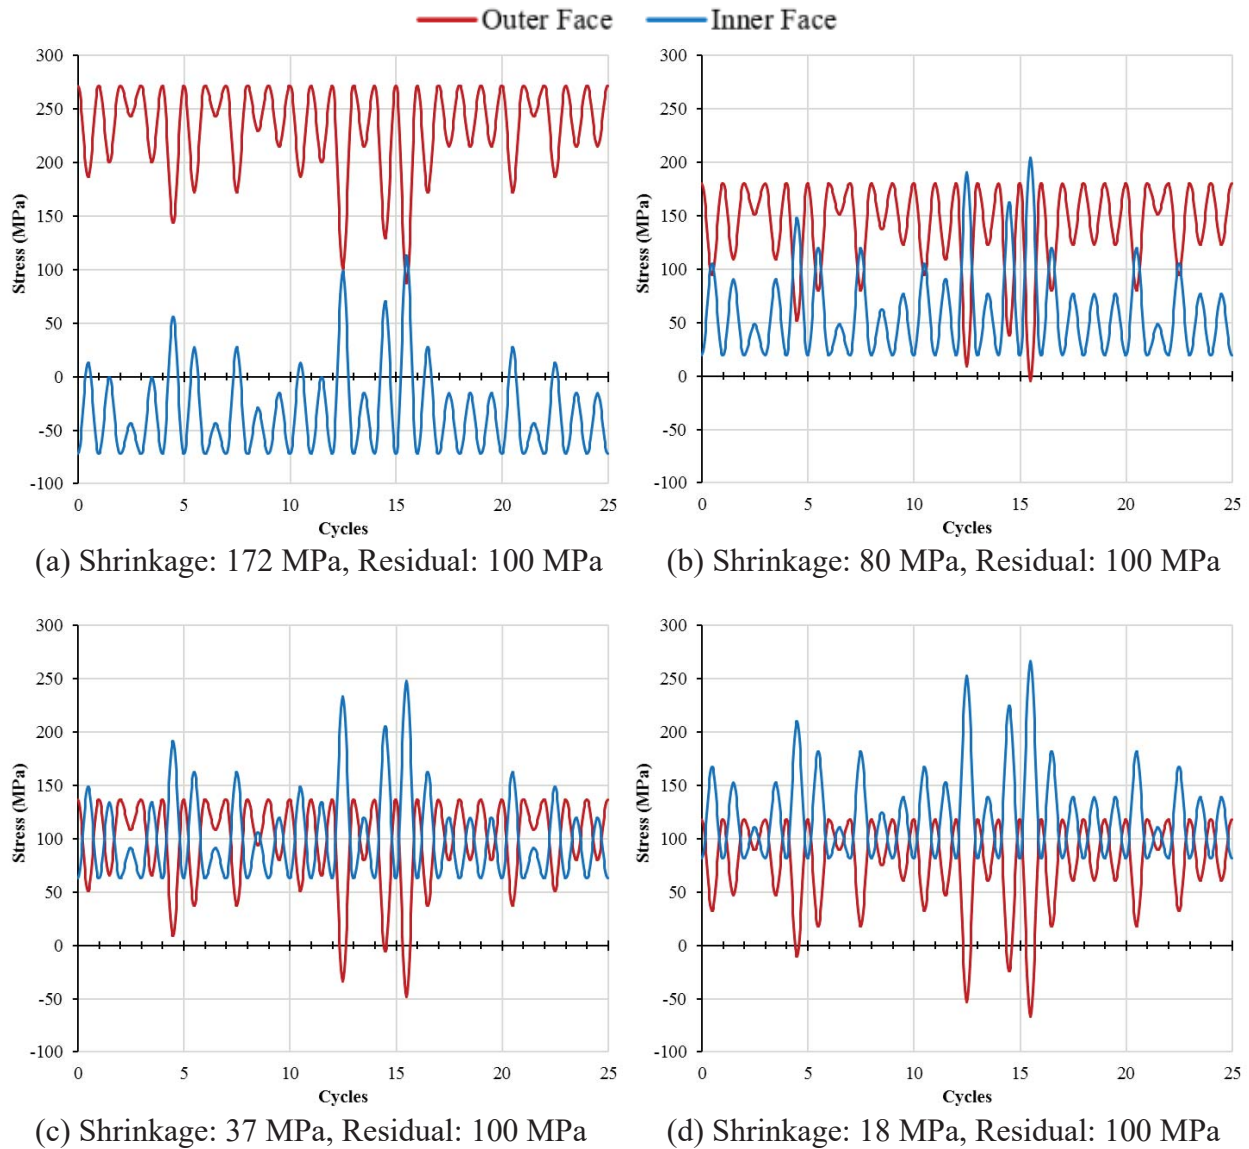 Outer Face Inner Face
300
250
200
150
100
50
0
-50
-100
Stress (MPa)
0 5 10 15 20 25
Cycles
(a) Shrinkage: 172 MPa, Residual: 100 MPa
300
250
200
150
100
50
0
-50
-100
Stress (MPa)
0 5 10 15 20 25
Cycles
(b) Shrinkage: 80 MPa, Residual: 100 MPa
300
250
200
150
100
50
0
-50
-100
Stress (MPa)
0 5 10 15 20 25
Cycles
(c) Shrinkage: 37 MPa, Residual: 100 MPa
300
250
200
150
100
50
0
-50
-100
Stress (MPa)
0 5 10 15 20 25
Cycles
(d) Shrinkage: 18 MPa, Residual: 100 MPa